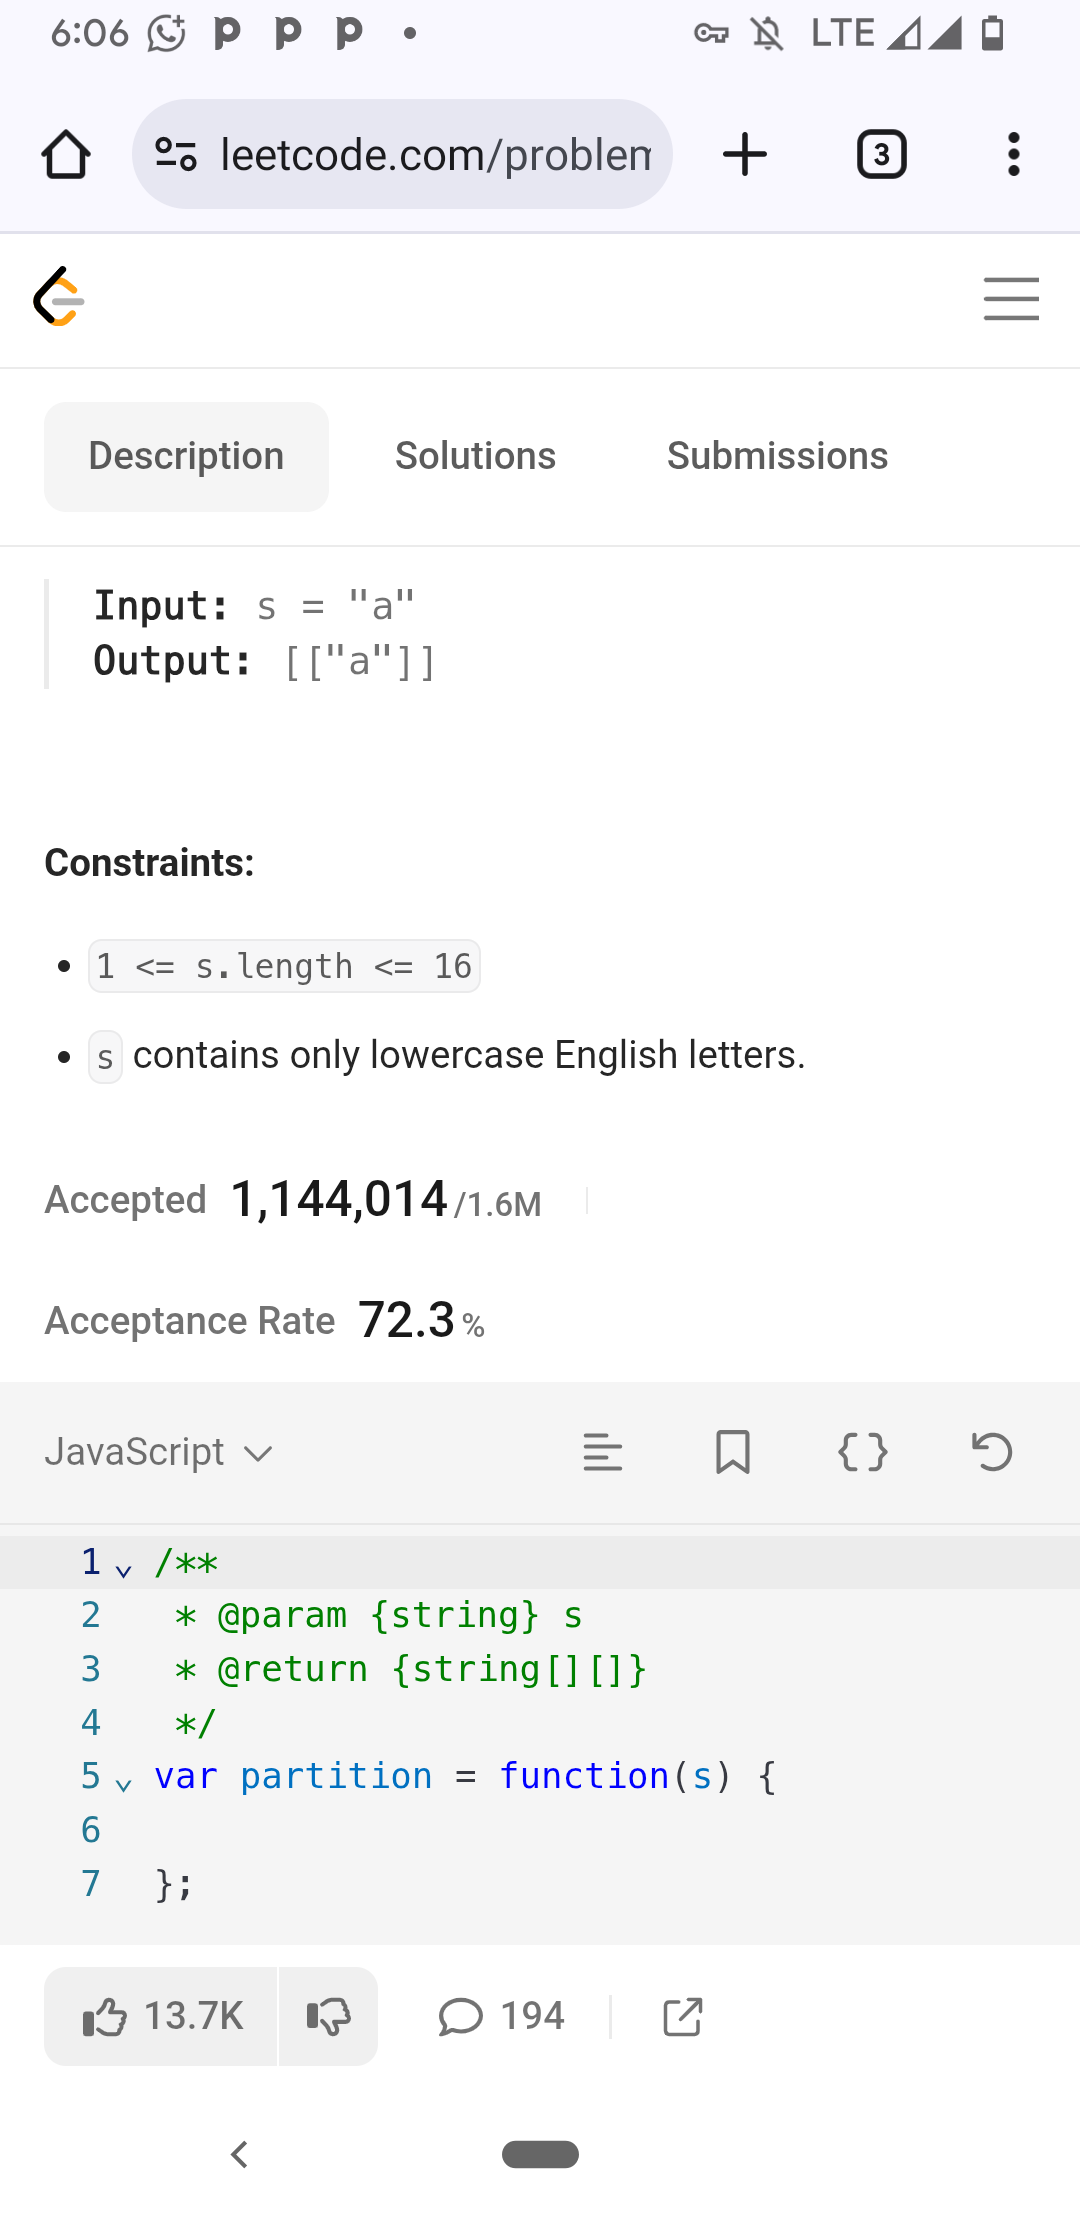 6:06 LTE
leetcode.com/problem
3
Description Solutions Submissions
Input: s = "a"
Output: [["a"]]
Constraints:
1 <= s.length <= 16
s contains only lowercase English letters.
Accepted 1,144,014 /1.6M
Acceptance Rate 72.3 %
JavaScript
1 /**
2  * @param {string} s
3  * @return {string[][]}
4  */
5 var partition = function(s) {
6
7 };
13.7K 194